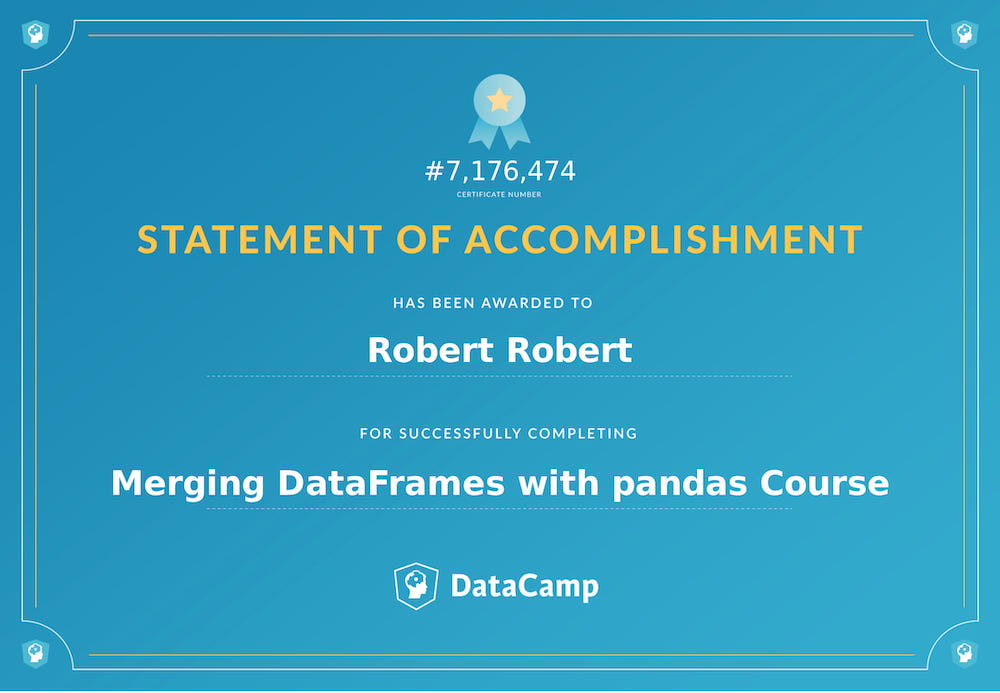 #7,176,474
CERTIFICATE NUMBER
STATEMENT OF ACCOMPLISHMENT
HAS BEEN AWARDED TO
Robert Robert
FOR SUCCESSFULLY COMPLETING
Merging DataFrames with pandas Course
DataCamp